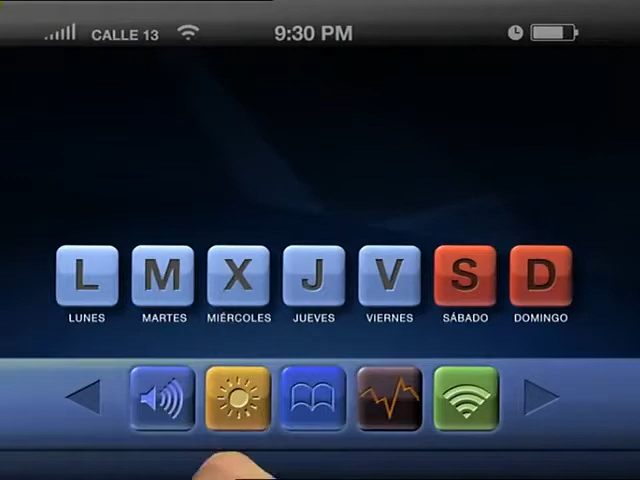 CALLE 13 9:30 PM
L M X J V S D
LUNES MARTES MIÉRCOLES JUEVES VIERNES SÁBADO DOMINGO